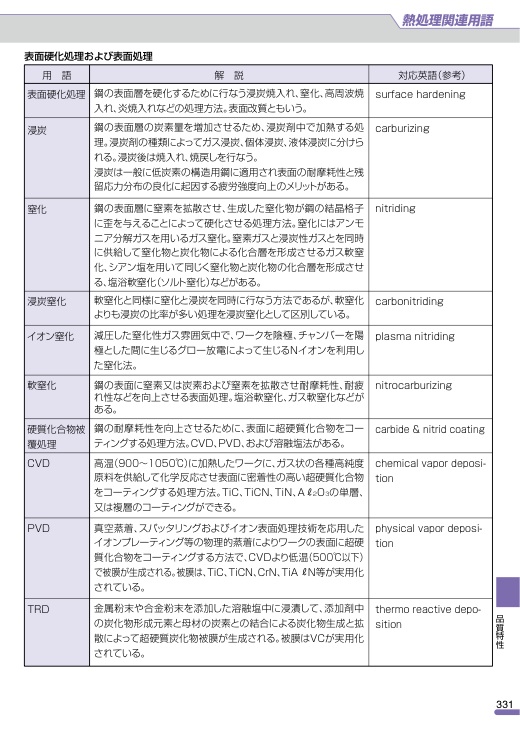 熱処理関連用語
表面硬化処理および表面処理
用　語
解　説
対応英語(参考)
表面硬化処理
鋼の表面層を硬化するために行なう浸炭焼入れ、窒化、高周波焼
入れ、炎焼入れなどの処理方法。表面改質ともいう。
surface hardening
浸炭
鋼の表面層の炭素量を増加させるため、浸炭剤中で加熱する処
理。浸炭剤の種類によってガス浸炭、個体浸炭、液体浸炭に分けら
れる。浸炭後は焼入れ、焼戻しを行なう。
浸炭は一般に低炭素の構造用鋼に適用され表面の耐摩耗性と残
留応力分布の良化に起因する疲労強度向上のメリットがある。
carburizing
窒化
鋼の表面層に窒素を拡散させ、生成した窒化物が鋼の結晶格子
に歪を与えることによって硬化させる処理方法。窒化にはアンモ
ニア分解ガスを用いるガス窒化。窒素ガスと浸炭性ガスとを同時
に供給して窒化物と炭化物による化合層を形成させるガス軟窒
化、シアン塩を用いて同じく窒化物と炭化物の化合層を形成させ
る、塩浴軟窒化(ソルト窒化)などがある。
nitriding
浸炭窒化
軟窒化と同様に窒化と浸炭を同時に行なう方法であるが、軟窒化
よりも浸炭の比率が多い処理を浸炭窒化として区別している。
carbonitriding
イオン窒化
減圧した窒化性ガス雰囲気中で、ワークを陰極、チャンバーを陽
極とした間に生じるグロー放電によって生じるNイオンを利用し
た窒化法。
plasma nitriding
軟窒化
鋼の表面に窒素又は炭素および窒素を拡散させ耐摩耗性、耐疲
れ性などを向上させる表面処理。塩浴軟窒化、ガス軟窒化などが
ある。
nitrocarburizing
硬質化合物被
覆処理
鋼の耐摩耗性を向上させるために、表面に超硬質化合物をコー
ティングする処理方法。CVD、PVD、および溶融塩法がある。
carbide & nitrid coating
CVD
高温(900〜1050℃)に加熱したワークに、ガス状の各種高純度
原料を供給して化学反応させ表面に密着性の高い超硬質化合物
をコーティングする処理方法。TiC、TiCN、TiN、Aℓ₂O₃の単層、
又は複層のコーティングができる。
chemical vapor deposi-
tion
PVD
真空蒸着、スパッタリングおよびイオン表面処理技術を応用した
イオンプレーティング等の物理的蒸着によりワークの表面に超硬
質化合物をコーティングする方法で、CVDより低温(500℃以下)
で被膜が生成される。被膜は、TiC、TiCN、CrN、TiAℓN等が実用化
されている。
physical vapor deposi-
tion
TRD
金属粉末や合金粉末を添加した溶融塩中に浸漬して、添加剤中
の炭化物形成元素と母材の炭素との結合による炭化物生成と拡
散によって超硬質炭化物被膜が生成される。被膜はVCが実用化
されている。
thermo reactive depo-
sition
品質特性
331